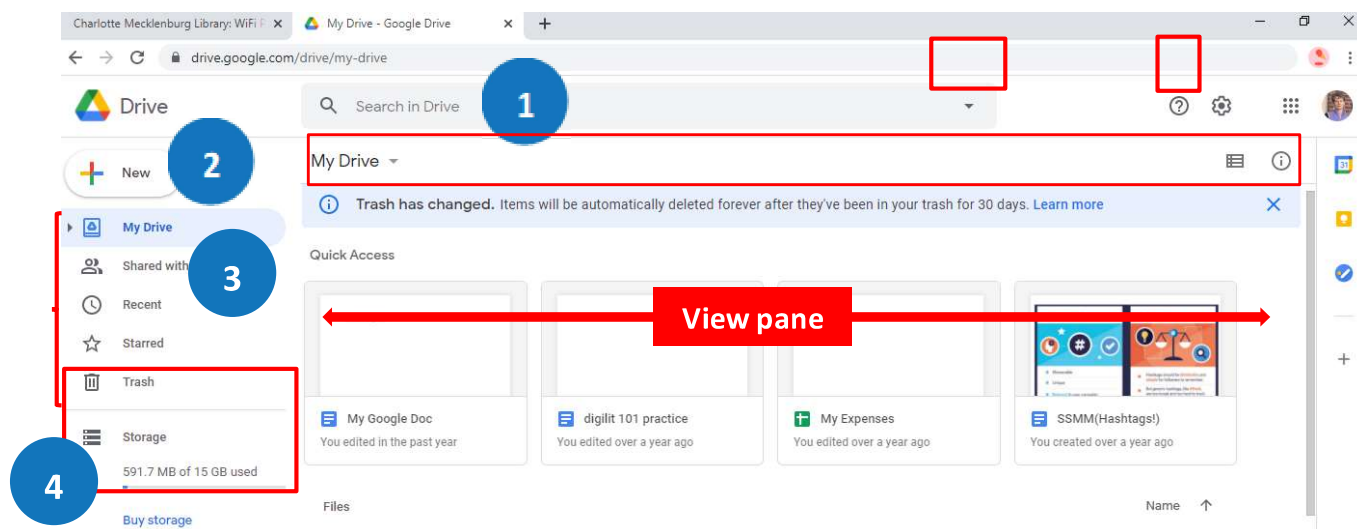 Charlotte Mecklenburg Library: WiFi
My Drive - Google Drive
drive.google.com/drive/my-drive
Drive
Search in Drive
1
New
2
My Drive
Trash has changed. Items will be automatically deleted forever after they've been in your trash for 30 days. Learn more
31
My Drive
Shared with
3
Recent
Starred
Trash
Storage
591.7 MB of 15 GB used
4
Buy storage
Quick Access
View pane
My Google Doc
You edited in the past year
digilit 101 practice
You edited over a year ago
My Expenses
You edited over a year ago
#
SSMM(Hashtags!)
You created over a year ago
Files
Name